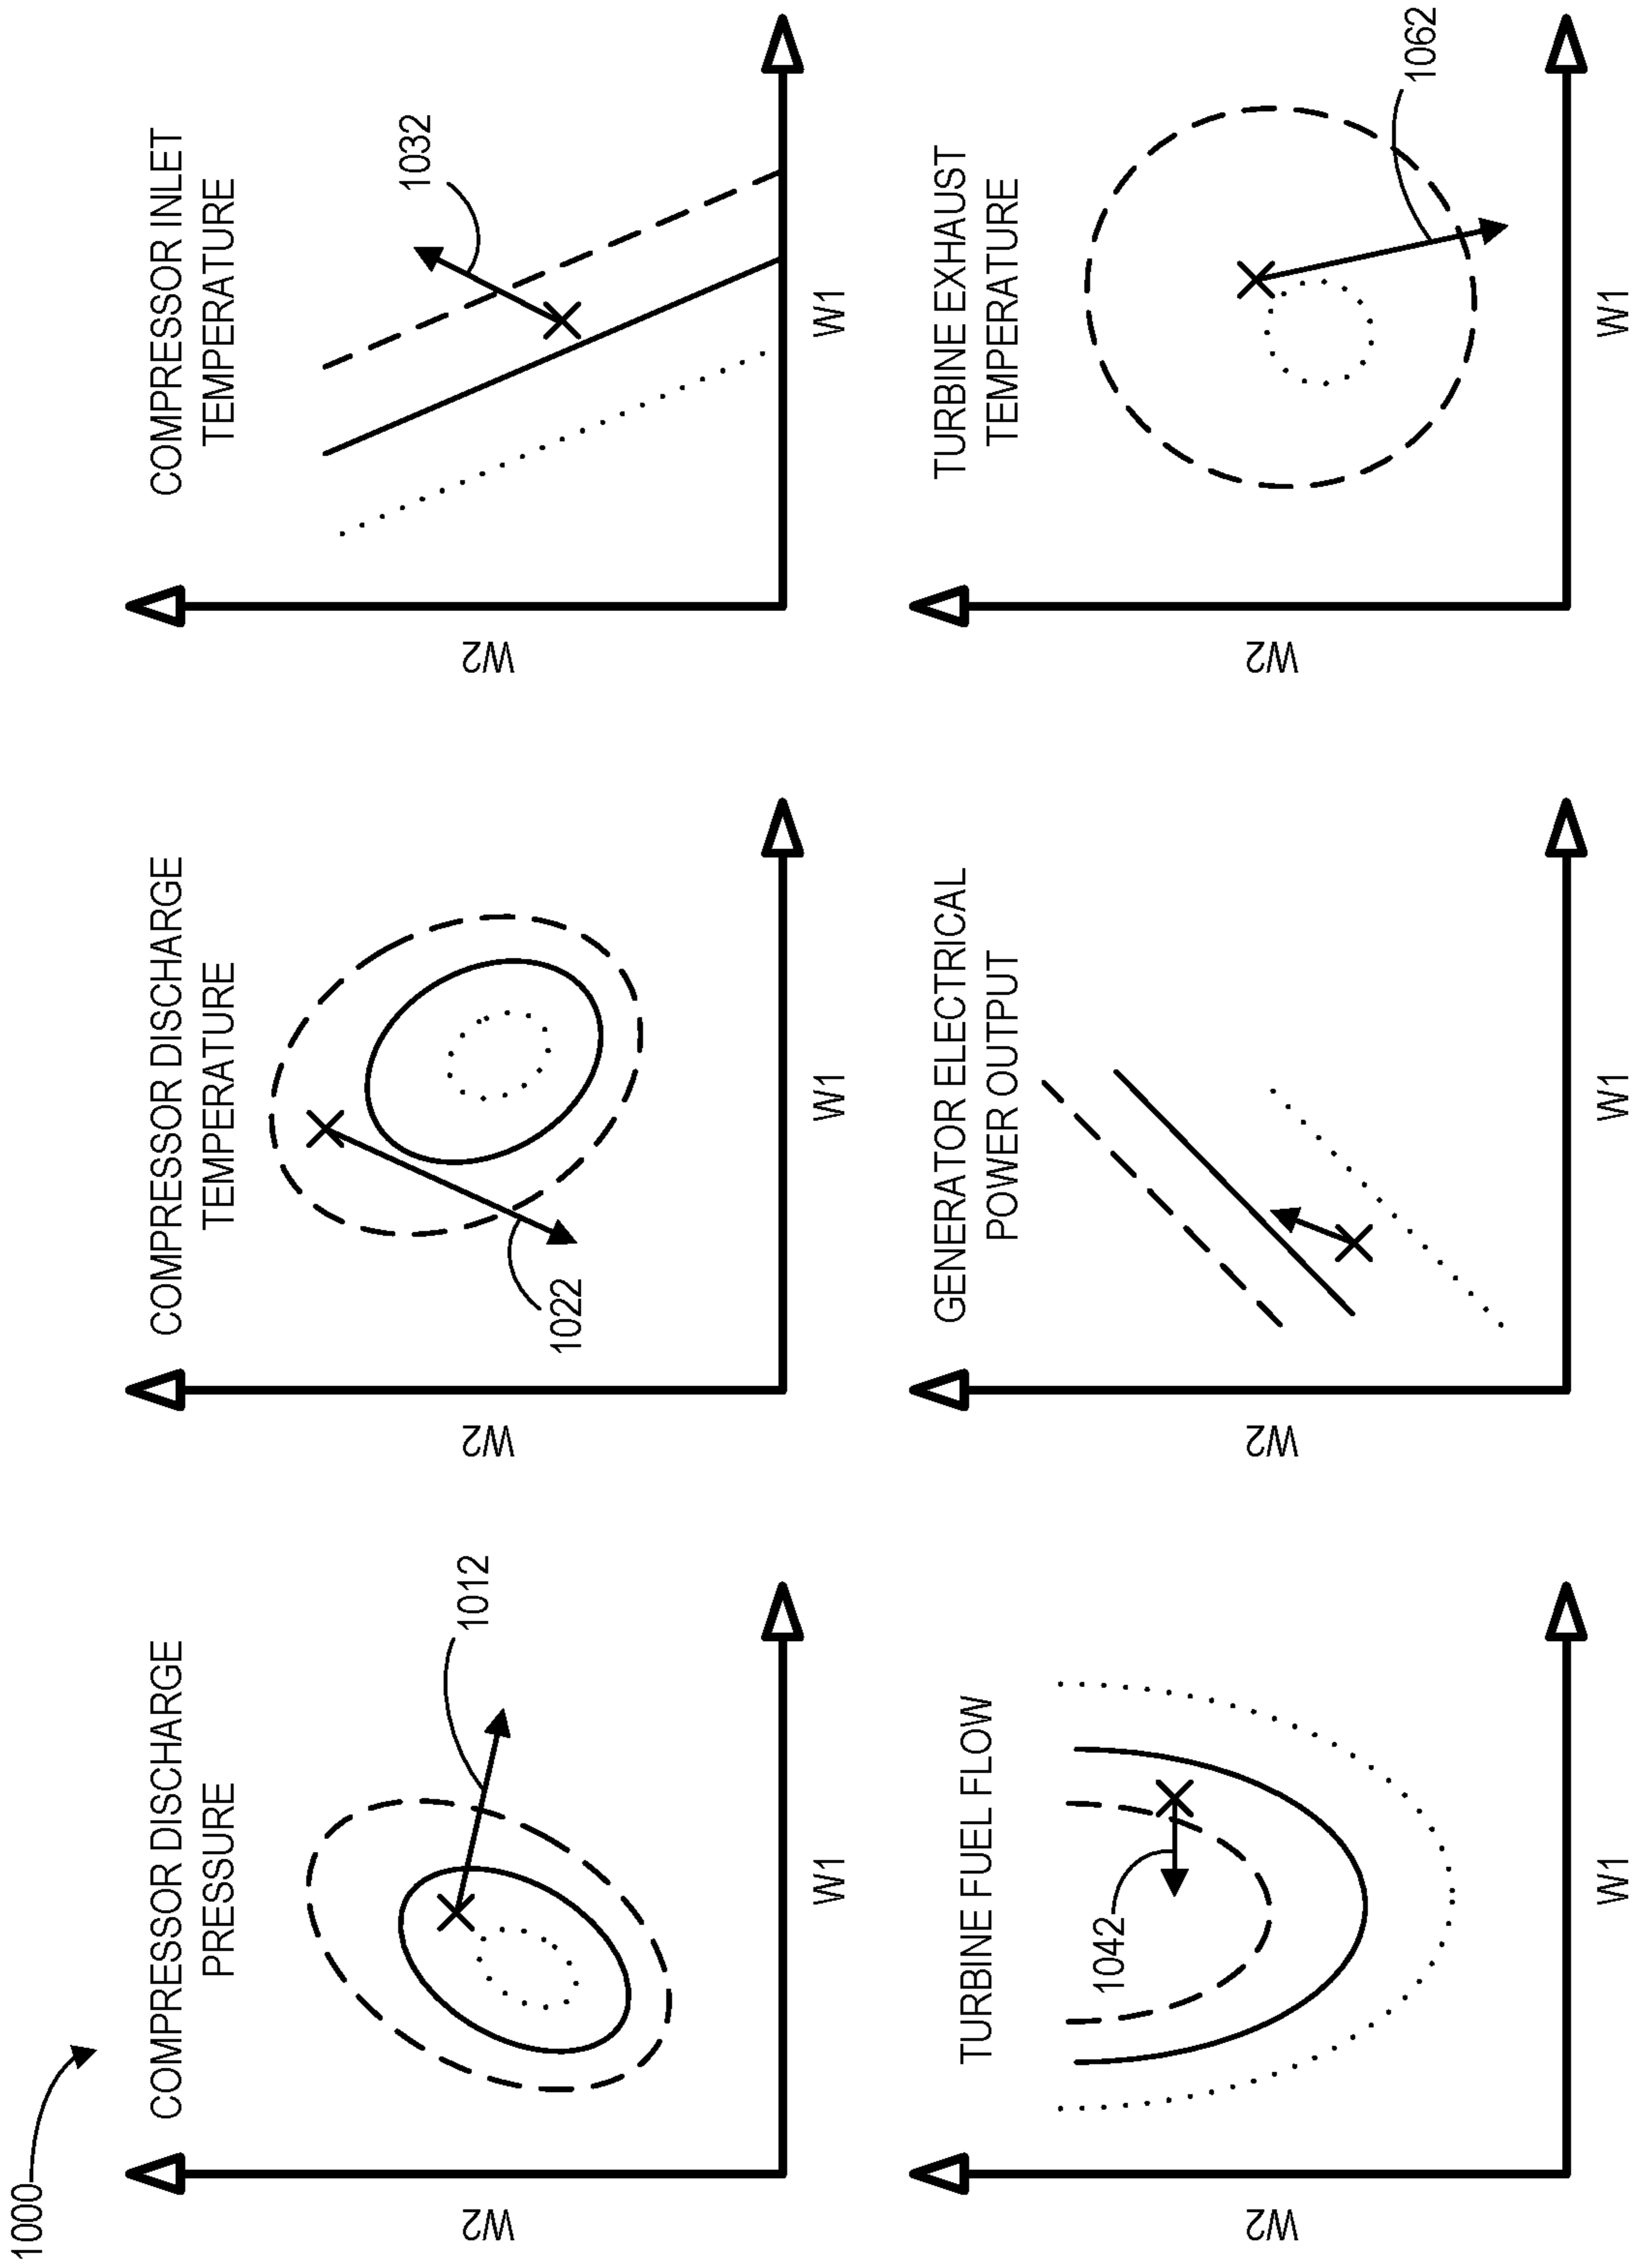 1000
COMPRESSOR DISCHARGE
PRESSURE
1012
W2
W1
COMPRESSOR DISCHARGE
TEMPERATURE
1022
W2
W1
COMPRESSOR INLET
TEMPERATURE
1032
W2
W1
TURBINE FUEL FLOW
1042
W2
W1
GENERATOR ELECTRICAL
POWER OUTPUT
W2
W1
TURBINE EXHAUST
TEMPERATURE
1062
W2
W1